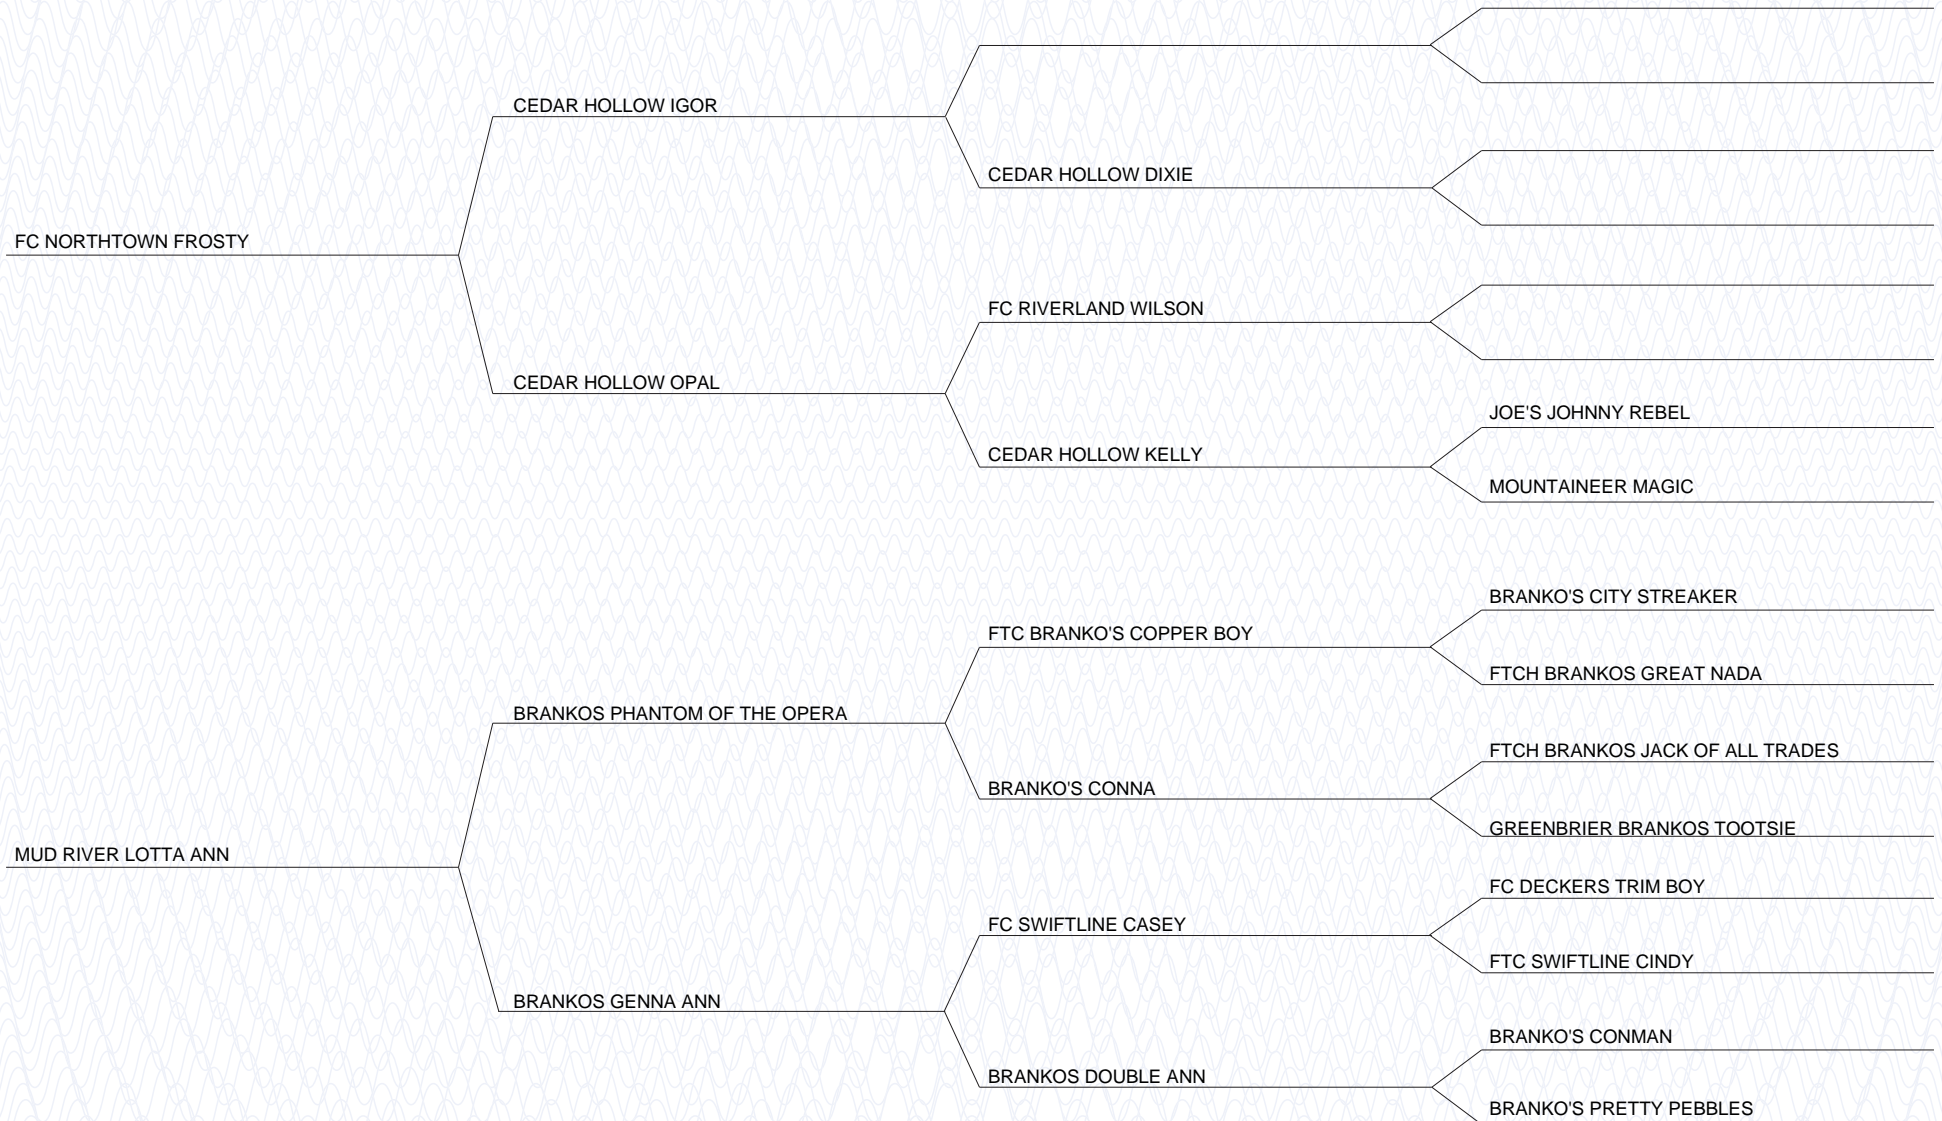 CEDAR HOLLOW IGOR
CEDAR HOLLOW DIXIE
FC NORTHTOWN FROSTY
FC RIVERLAND WILSON
CEDAR HOLLOW OPAL
JOE'S JOHNNY REBEL
CEDAR HOLLOW KELLY
MOUNTAINEER MAGIC
BRANKO'S CITY STREAKER
FTC BRANKO'S COPPER BOY
FTCH BRANKOS GREAT NADA
BRANKOS PHANTOM OF THE OPERA
FTCH BRANKOS JACK OF ALL TRADES
BRANKO'S CONNA
GREENBRIER BRANKOS TOOTSIE
MUD RIVER LOTTA ANN
FC DECKERS TRIM BOY
FC SWIFTLINE CASEY
FTC SWIFTLINE CINDY
BRANKOS GENNA ANN
BRANKO'S CONMAN
BRANKOS DOUBLE ANN
BRANKO'S PRETTY PEBBLES